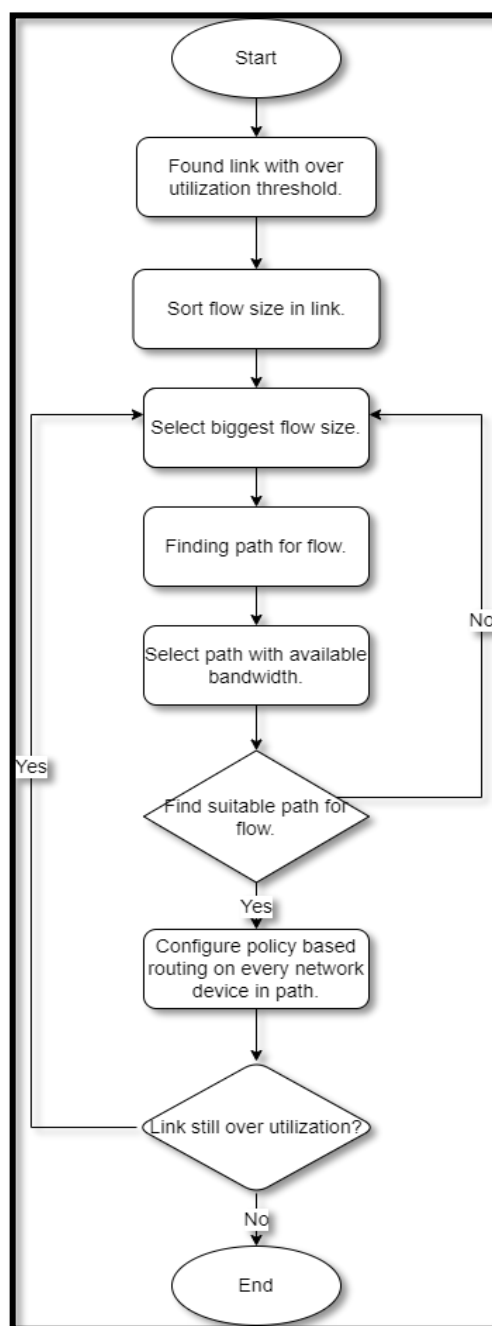 Start
Found link with over
utilization threshold.
Sort flow size in link.
Select biggest flow size.
Finding path for flow.
No
Select path with available
bandwidth.
Yes
Find suitable path for
flow.
Yes
Configure policy based
routing on every network
device in path.
Link still over utilization?
No
End